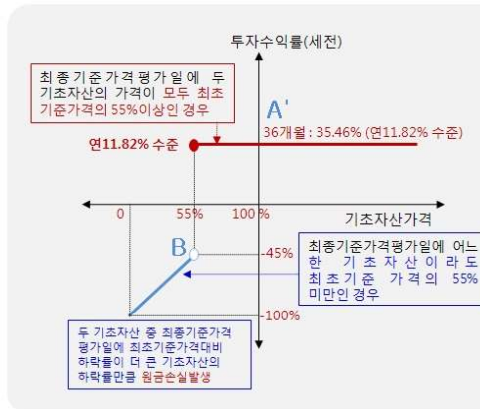 투자수익률(세전)
최종기준가격평가일에 두
기초자산의 가격이 모두 최초
기준가격의 55%이상인 경우
A'
36개월 : 35.46% (연11.82% 수준)
연11.82% 수준
0
55%
100 %
기초자산가격
B
-45%
최종기준가격평가일에 어느
한 기초자산이라도
최초기준 가격의 55%
미만인 경우
-100%
두 기초자산 중 최종기준가격
평가일에 최초기준가격대비
하락률이 더 큰 기초자산의
하락률만큼 원금손실발생